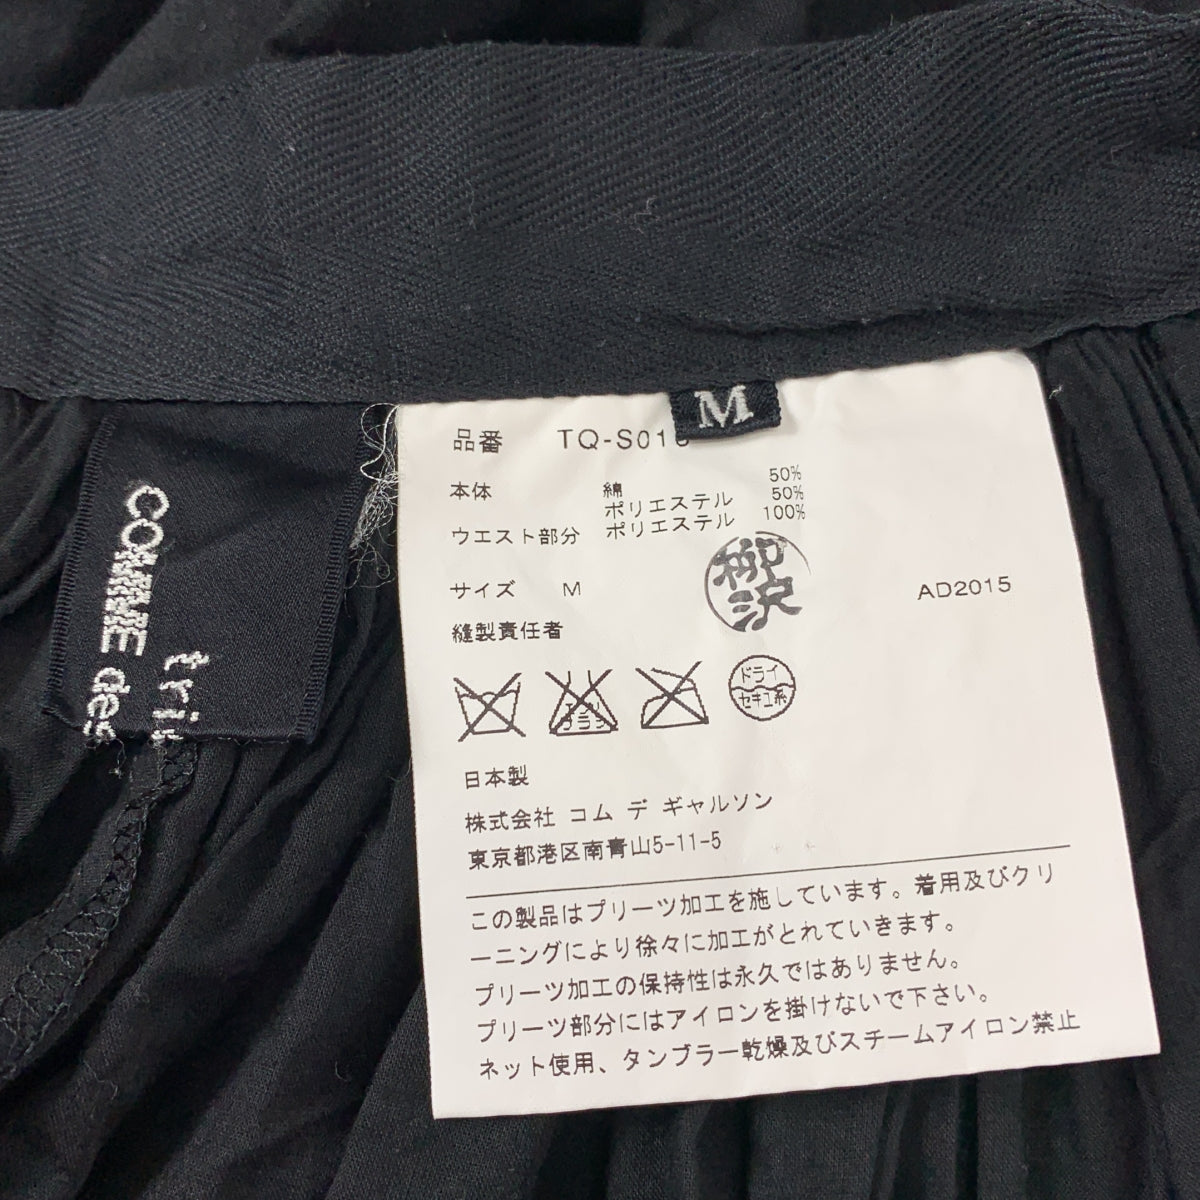 M
品番 TQ-S01
本体 綿 50%
ポリエステル 50%
ウエスト部分 ポリエステル 100%
サイズ M
柳沢
AD2015
縫製責任者
ドライ
セキユ系
日本製
株式会社 コム デ ギャルソン
東京都港区南青山5-11-5
この製品はプリーツ加工を施しています。着用及びクリ
ーニングにより徐々に加工がとれていきます。
プリーツ加工の保持性は永久ではありません。
プリーツ部分にはアイロンを掛けないで下さい。
ネット使用、タンブラー乾燥及びスチームアイロン禁止
tri
COMME des